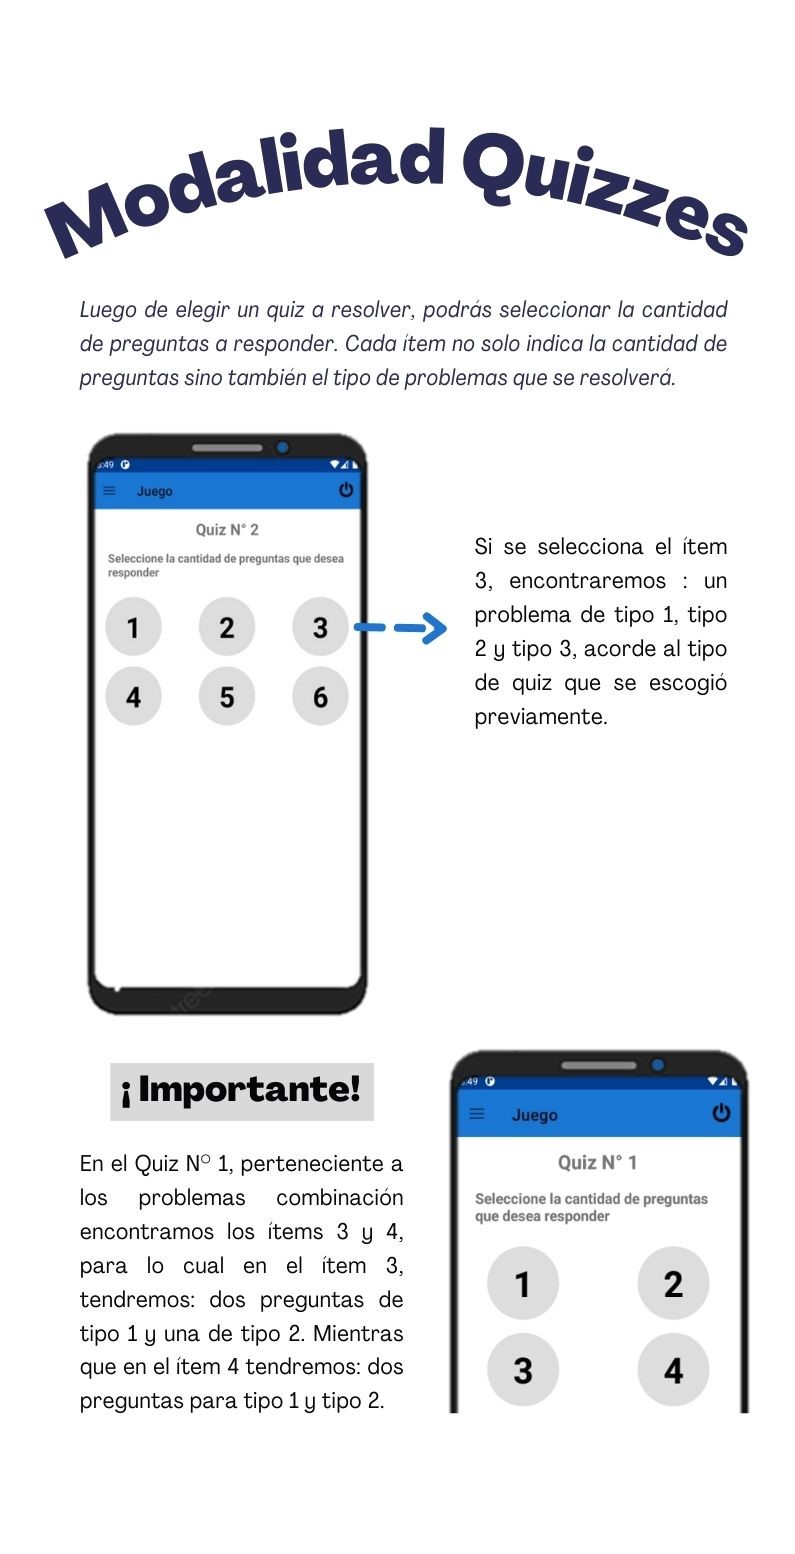 Modalidad Quizzes
Luego de elegir un quiz a resolver, podrás seleccionar la cantidad
de preguntas a responder. Cada ítem no solo indica la cantidad de
preguntas sino también el tipo de problemas que se resolverá.
:49
Juego
Quiz N° 2
Seleccione la cantidad de preguntas que desea
responder
1 2 3
4 5 6
Si se selecciona el ítem
3, encontraremos : un
problema de tipo 1, tipo
2 y tipo 3, acorde al tipo
de quiz que se escogió
previamente.
¡ Importante!
En el Quiz N° 1, perteneciente a
los problemas combinación
encontramos los ítems 3 y 4,
para lo cual en el ítem 3,
tendremos: dos preguntas de
tipo 1 y una de tipo 2. Mientras
que en el ítem 4 tendremos: dos
preguntas para tipo 1 y tipo 2.
:49
Juego
Quiz N° 1
Seleccione la cantidad de preguntas
que desea responder
1 2
3 4